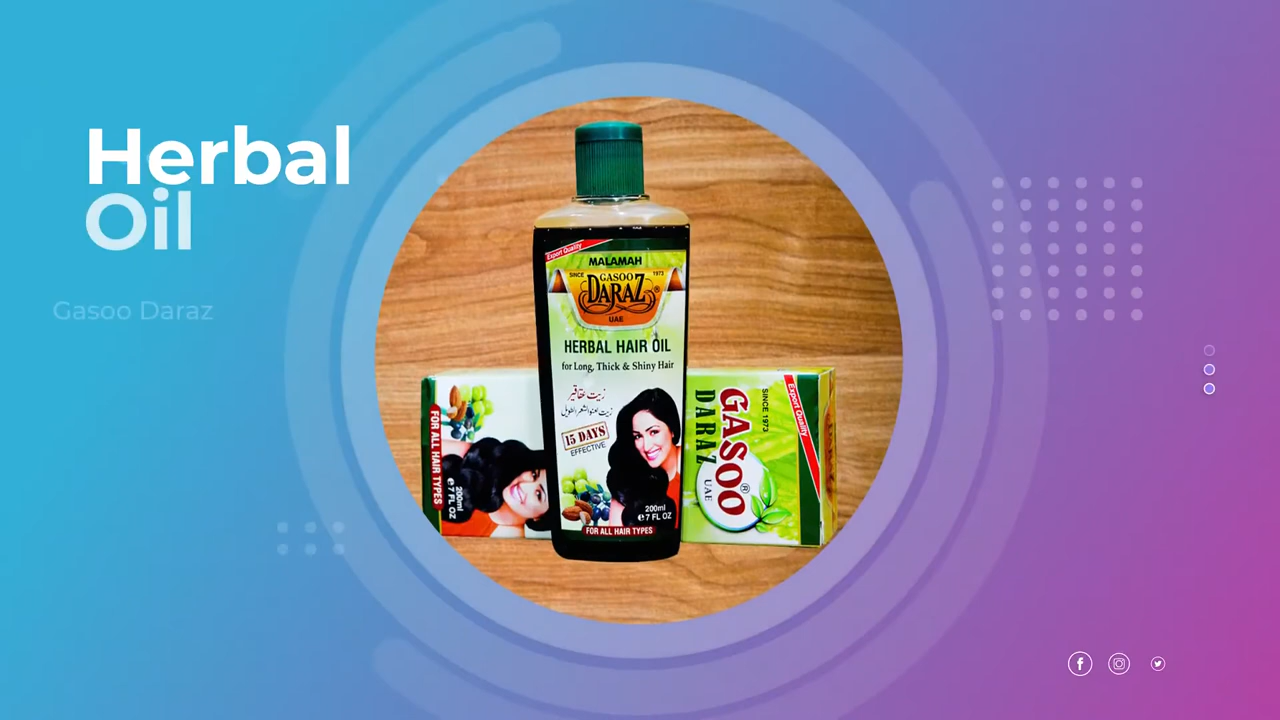 Herbal
Oil
Gasoo Daraz
Export Quality
MALAMAH
SINCE
GASOO
1973
DARAZ
®
UAE
HERBAL HAIR OIL
for Long, Thick & Shiny Hair
زيت عقاقير
15 DAYS
EFFECTIVE
200ml
e 7 FL OZ
FOR ALL HAIR TYPES
FOR ALL HAIR TYPES
200ml
e 7 FL OZ
GASOO®
DARAZ
UAE
SINCE 1973
Export Quality